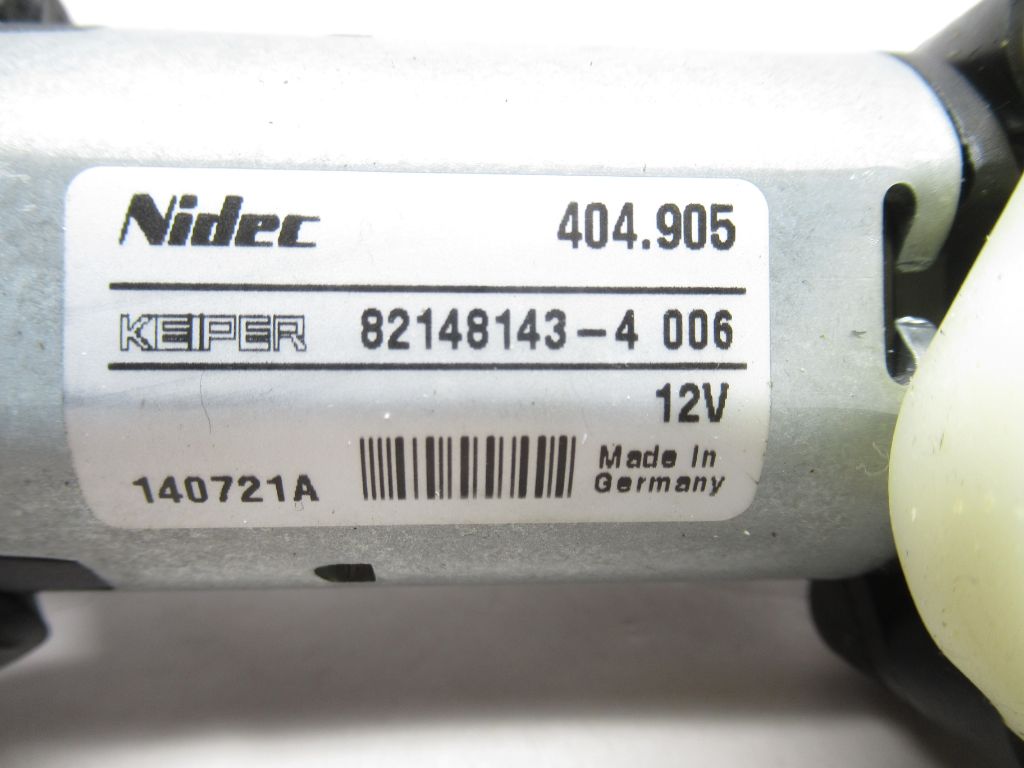 Nidec 404.905
KEIPER 82148143-4 006
12V
140721A Made In
Germany